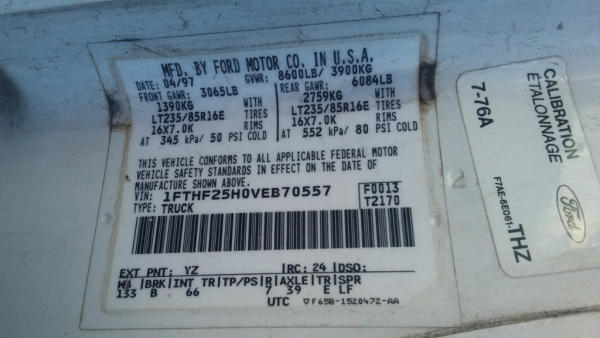 MFD. BY FORD MOTOR CO. IN U.S.A.
DATE: 04/97 GVWR: 8600LB/ 3900KG
FRONT GAWR: 3065LB REAR GAWR: 6084LB
1390KG WITH 2759KG WITH
LT235/85R16E TIRES LT235/85R16E TIRES
16X7.0K RIMS 16X7.0K RIMS
AT 345 kPa/ 50 PSI COLD AT 552 kPa/ 80 PSI COLD
THIS VEHICLE CONFORMS TO ALL APPLICABLE FEDERAL MOTOR
VEHICLE SAFETY STANDARDS IN EFFECT ON THE DATE OF
MANUFACTURE SHOWN ABOVE.
VIN: 1FTHF25H0VEB70557 F0013
TYPE: TRUCK T2170
EXT PNT: YZ RC: 24 DSO:
WB BRK INT TR TP/PS R AXLE TR SPR
133 B 66 7 39 E LF
UTC F65B-1520472-AA
CALIBRATION
ETALONNAGE
7-76A
Ford
F7AE-6E061-THZ